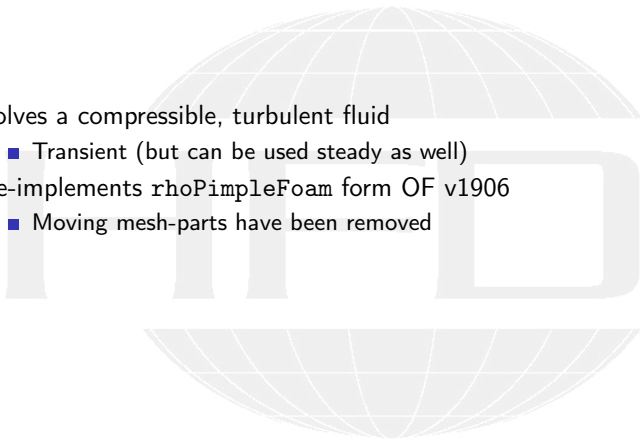 olves a compressible, turbulent fluid
Transient (but can be used steady as well)
e-implements rhoPimpleFoam form OF v1906
Moving mesh-parts have been removed
HFD